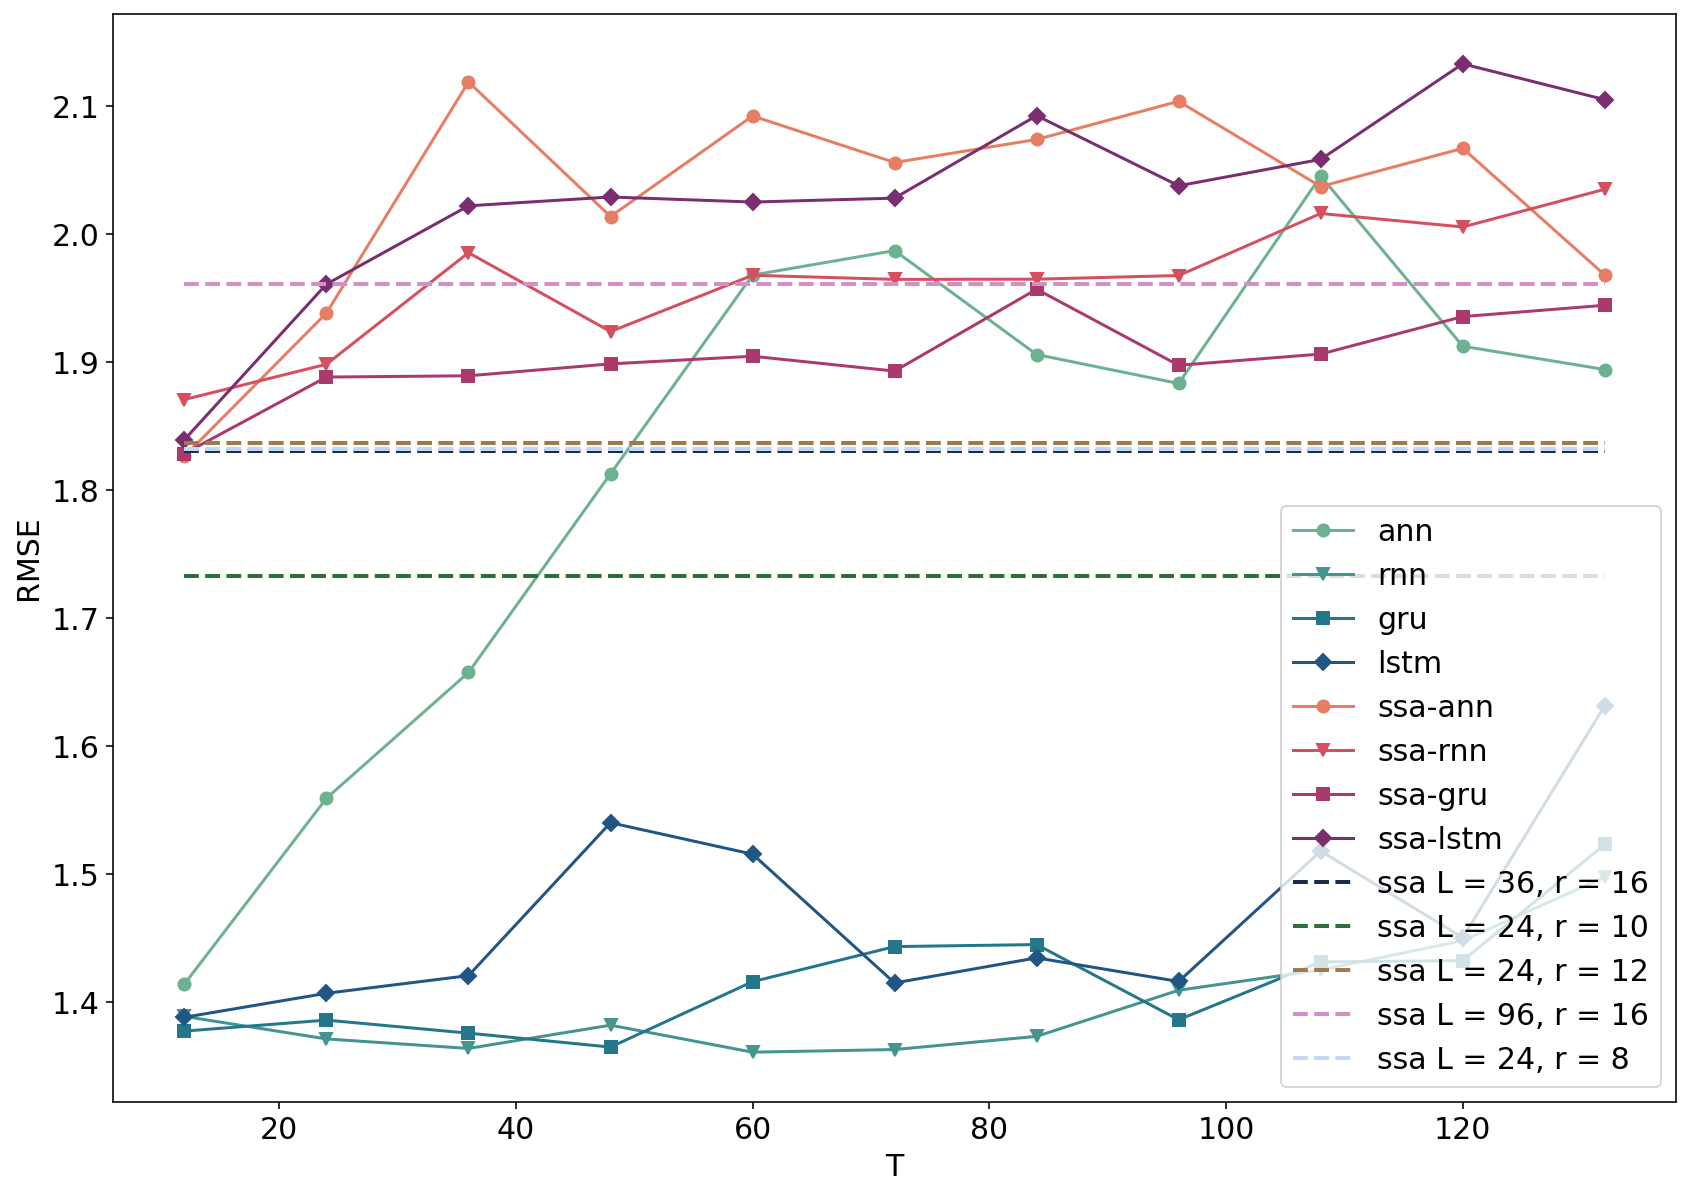 2.1
2.0
1.9
1.8
1.7
1.6
1.5
1.4
RMSE
20
40
60
80
100
120
T
ann
rnn
gru
lstm
ssa-ann
ssa-rnn
ssa-gru
ssa-lstm
ssa L = 36, r = 16
ssa L = 24, r = 10
ssa L = 24, r = 12
ssa L = 96, r = 16
ssa L = 24, r = 8